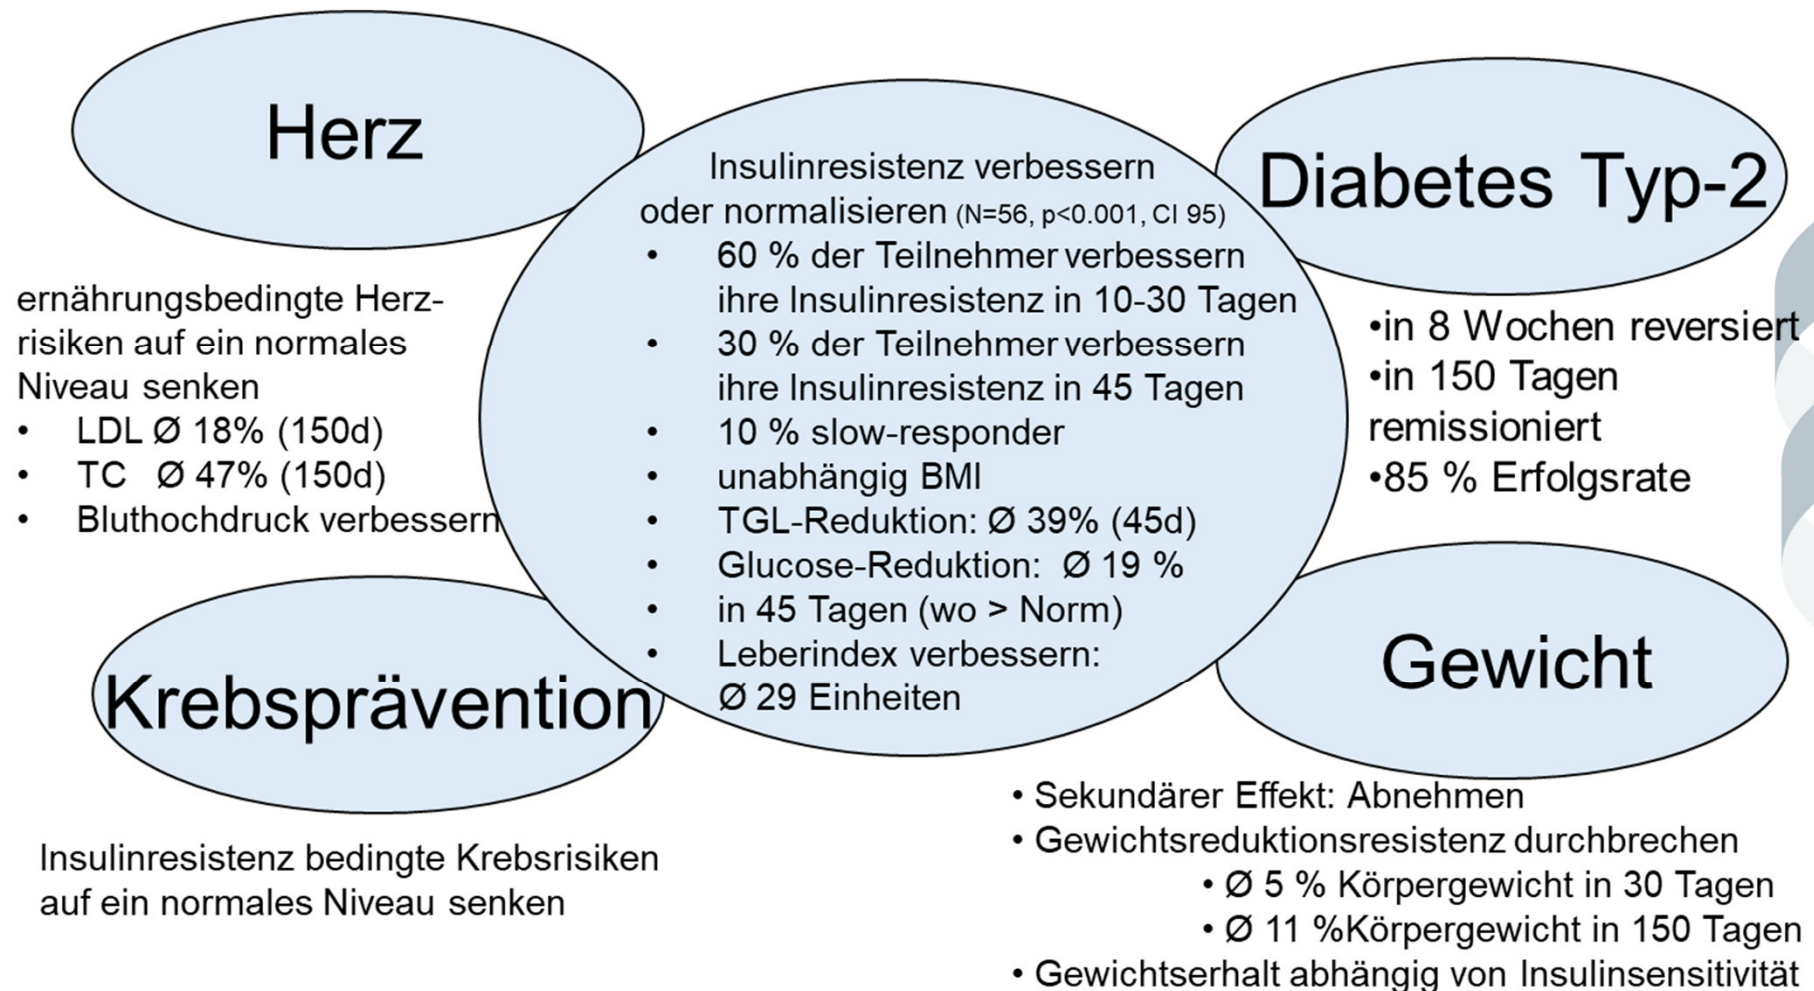 Herz
ernährungsbedingte Herz-
risiken auf ein normales
Niveau senken
• LDL Ø 18% (150d)
• TC Ø 47% (150d)
• Bluthochdruck verbessern
Krebsprävention
Insulinresistenz bedingte Krebsrisiken
auf ein normales Niveau senken
Insulinresistenz verbessern
oder normalisieren (N=56, p<0.001, CI 95)
• 60 % der Teilnehmer verbessern
ihre Insulinresistenz in 10-30 Tagen
• 30 % der Teilnehmer verbessern
ihre Insulinresistenz in 45 Tagen
• 10 % slow-responder
• unabhängig BMI
• TGL-Reduktion: Ø 39% (45d)
• Glucose-Reduktion: Ø 19 %
• in 45 Tagen (wo > Norm)
• Leberindex verbessern:
Ø 29 Einheiten
Diabetes Typ-2
•in 8 Wochen reversiert
•in 150 Tagen
remissioniert
•85 % Erfolgsrate
Gewicht
• Sekundärer Effekt: Abnehmen
• Gewichtsreduktionsresistenz durchbrechen
• Ø 5 % Körpergewicht in 30 Tagen
• Ø 11 %Körpergewicht in 150 Tagen
• Gewichtserhalt abhängig von Insulinsensitivität